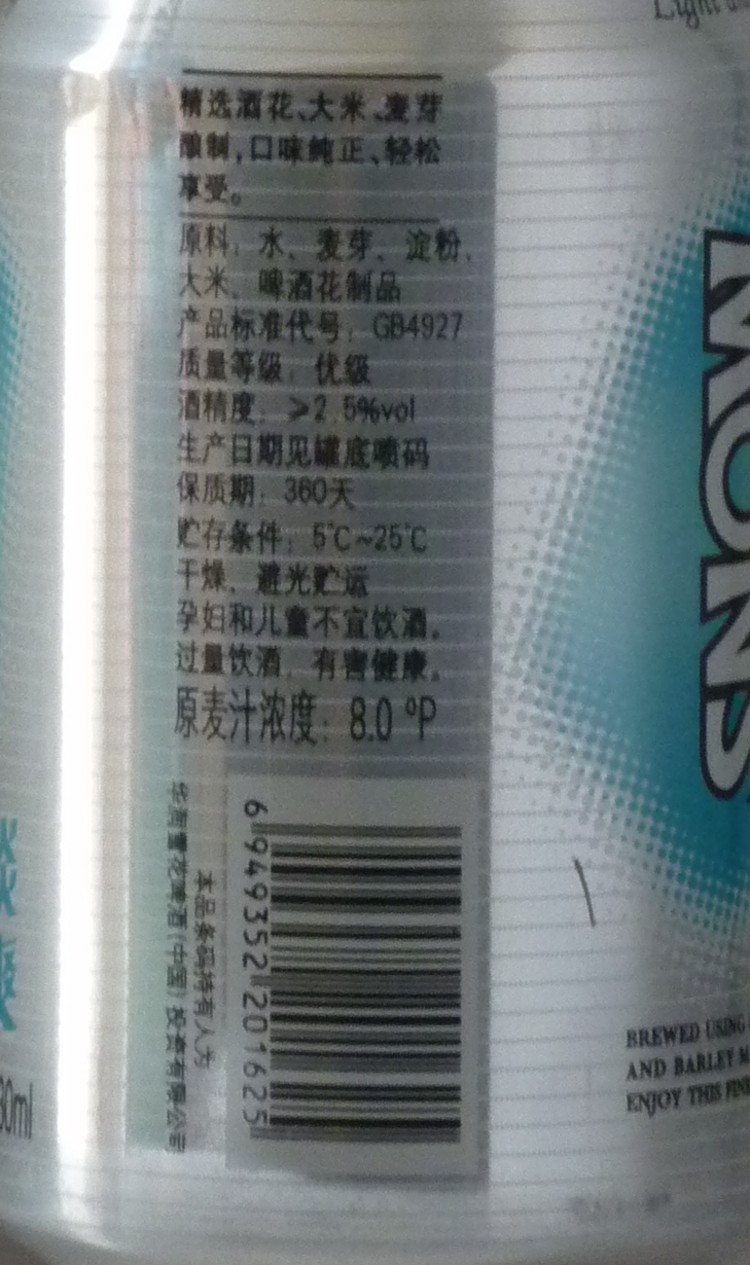 Light
精选酒花、大米、麦芽
酿制,口味纯正、轻松
享受。
原料：水、麦芽、淀粉、
大米、啤酒花制品
产品标准代号：GB4927
质量等级：优级
酒精度：≥2.5%vol
生产日期见罐底喷码
保质期：360天
贮存条件：5℃~25℃
干燥、避光贮运
孕妇和儿童不宜饮酒。
过量饮酒，有害健康。
原麦汁浓度：8.0 ºP
6 949352 201625
本品条码持有人为
华润雪花啤酒(中国)投资有限公司
MONS
爽
30ml
BREWED USING
AND BARLEY
ENJOY THIS